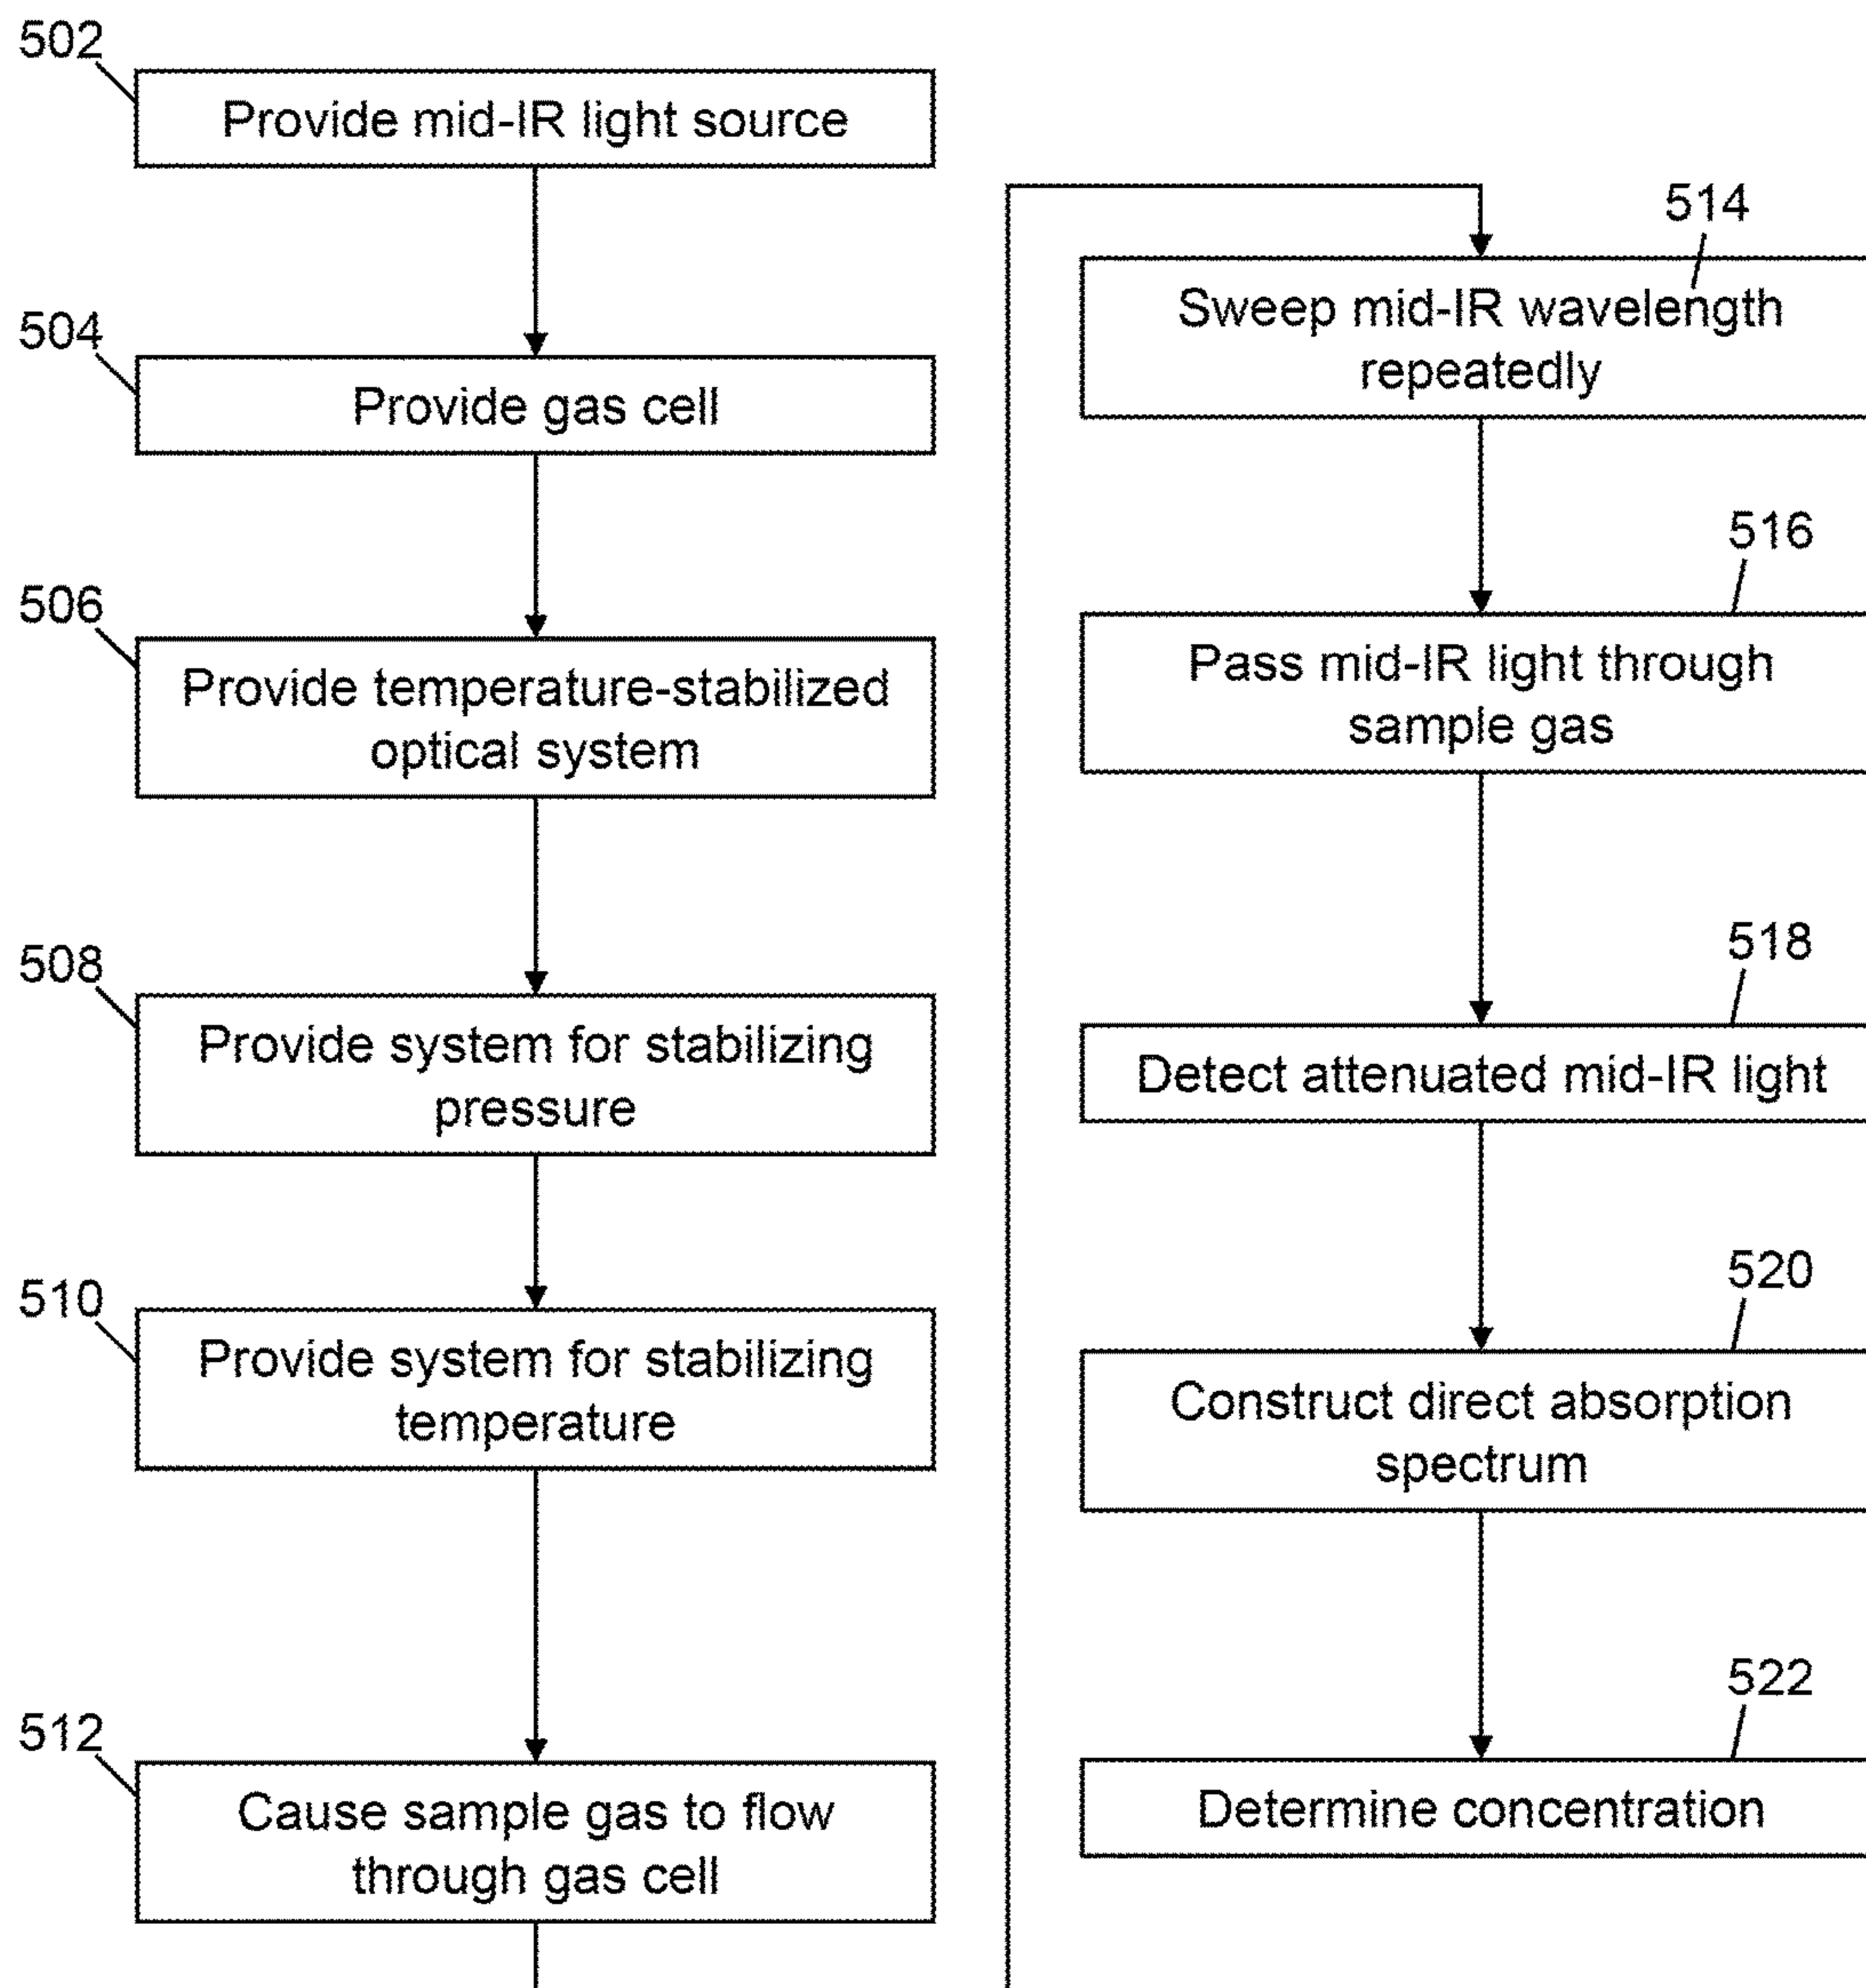 502
Provide mid-IR light source
504
Provide gas cell
506
Provide temperature-stabilized
optical system
508
Provide system for stabilizing
pressure
510
Provide system for stabilizing
temperature
512
Cause sample gas to flow
through gas cell
514
Sweep mid-IR wavelength
repeatedly
516
Pass mid-IR light through
sample gas
518
Detect attenuated mid-IR light
520
Construct direct absorption
spectrum
522
Determine concentration